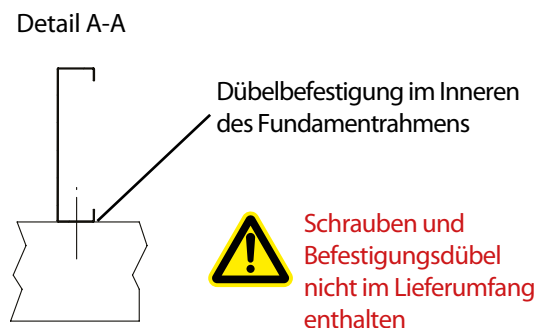 Detail A-A
Dübelbefestigung im Inneren
des Fundamentrahmens
Schrauben und
Befestigungsdübel
nicht im Lieferumfang
enthalten